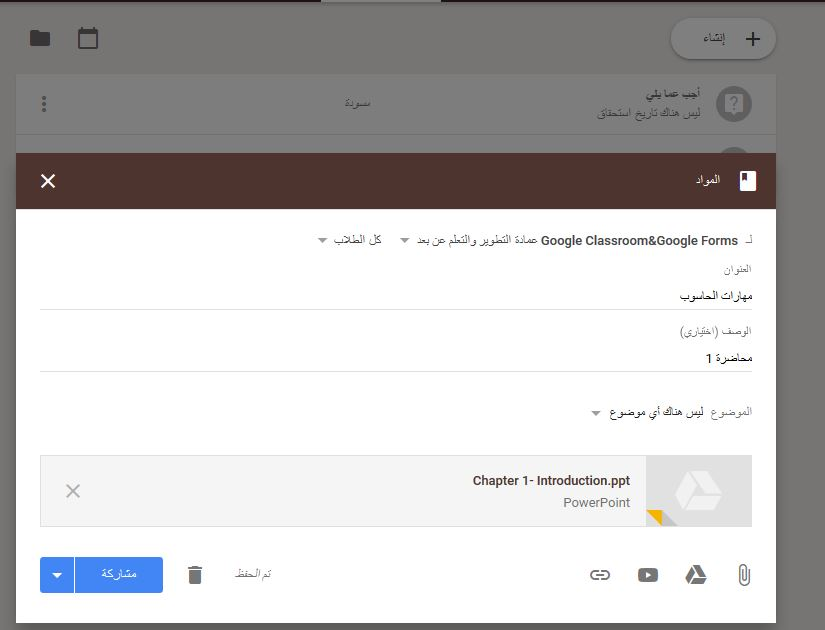 إنشاء
أجب عما يلي
مسودة
ليس هناك تاريخ استحقاق
المواد
لـ Google Classroom&Google Forms عمادة التطوير والتعلم عن بعد كل الطلاب
العنوان
مهارات الحاسوب
الوصف (اختياري)
محاضرة 1
الموضوع ليس هناك أي موضوع
Chapter 1- Introduction.ppt
PowerPoint
تم الحفظ
مشاركة